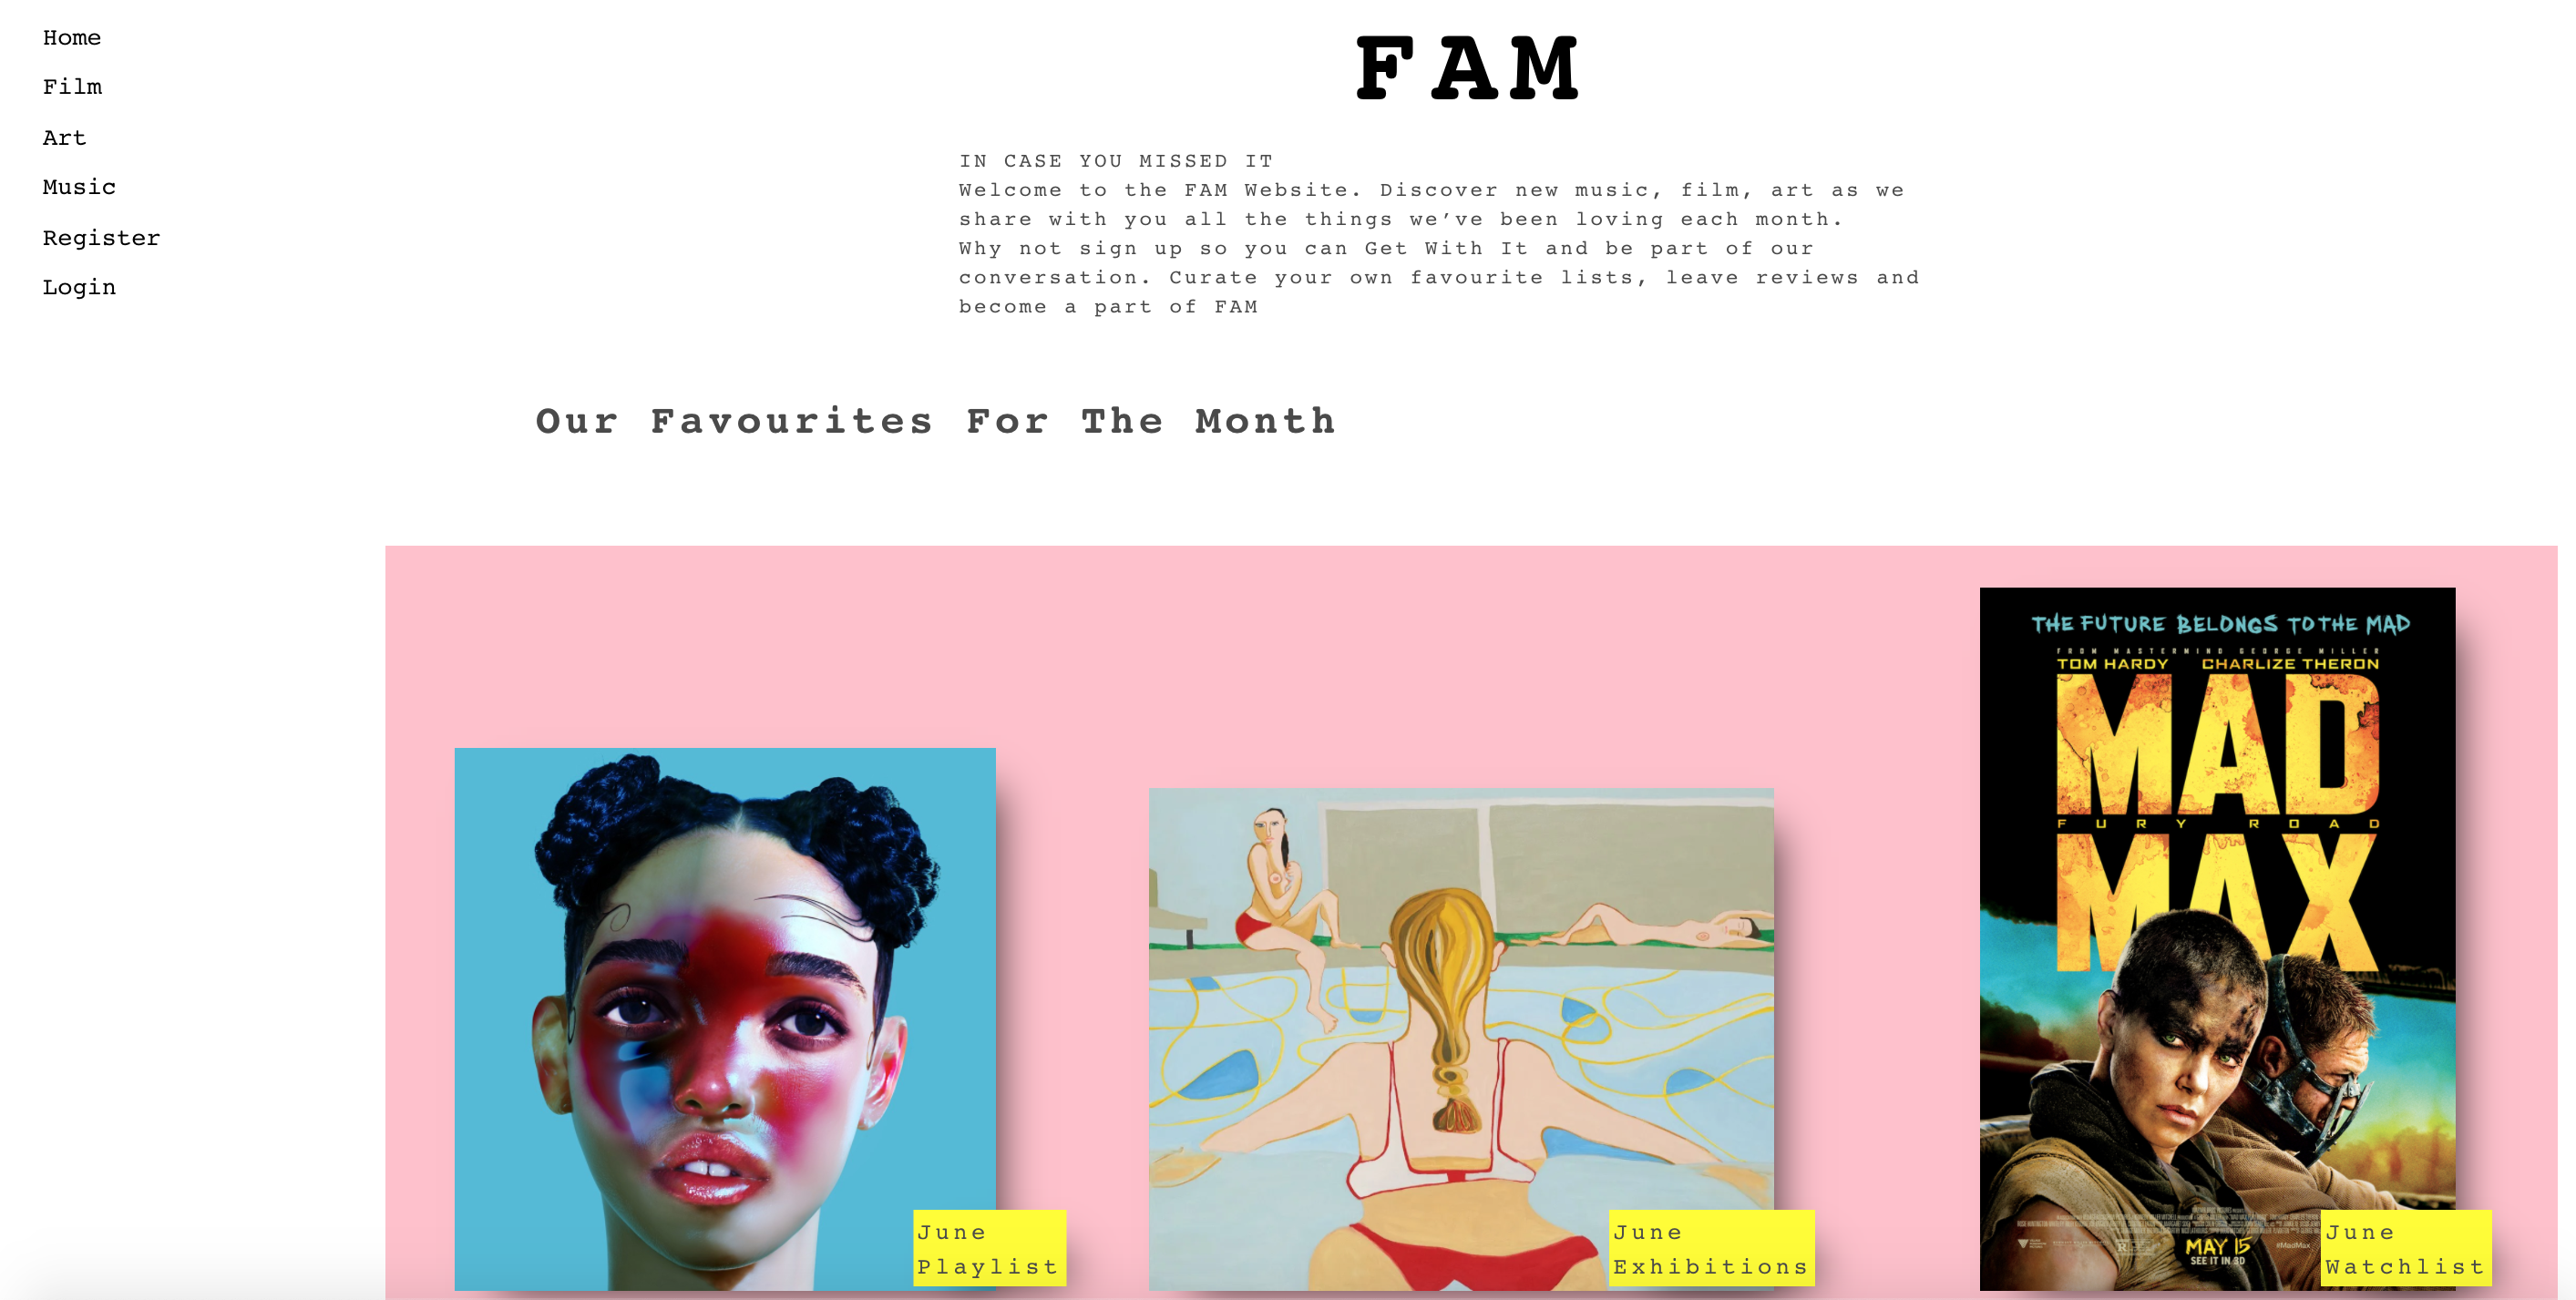 Home
Film
Art
Music
Register
Login
FAM
IN CASE YOU MISSED IT
Welcome to the FAM Website. Discover new music, film, art as we
share with you all the things we’ve been loving each month.
Why not sign up so you can Get With It and be part of our
conversation. Curate your own favourite lists, leave reviews and
become a part of FAM
Our Favourites For The Month
June
Playlist
June
Exhibitions
THE FUTURE BELONGS TO THE MAD
FROM MASTERMIND GEORGE MILLER
TOM HARDY CHARLIZE THERON
MAD
FURY ROAD
MAX
MAY 15
SEE IT IN 3D
#MadMax
June
Watchlist